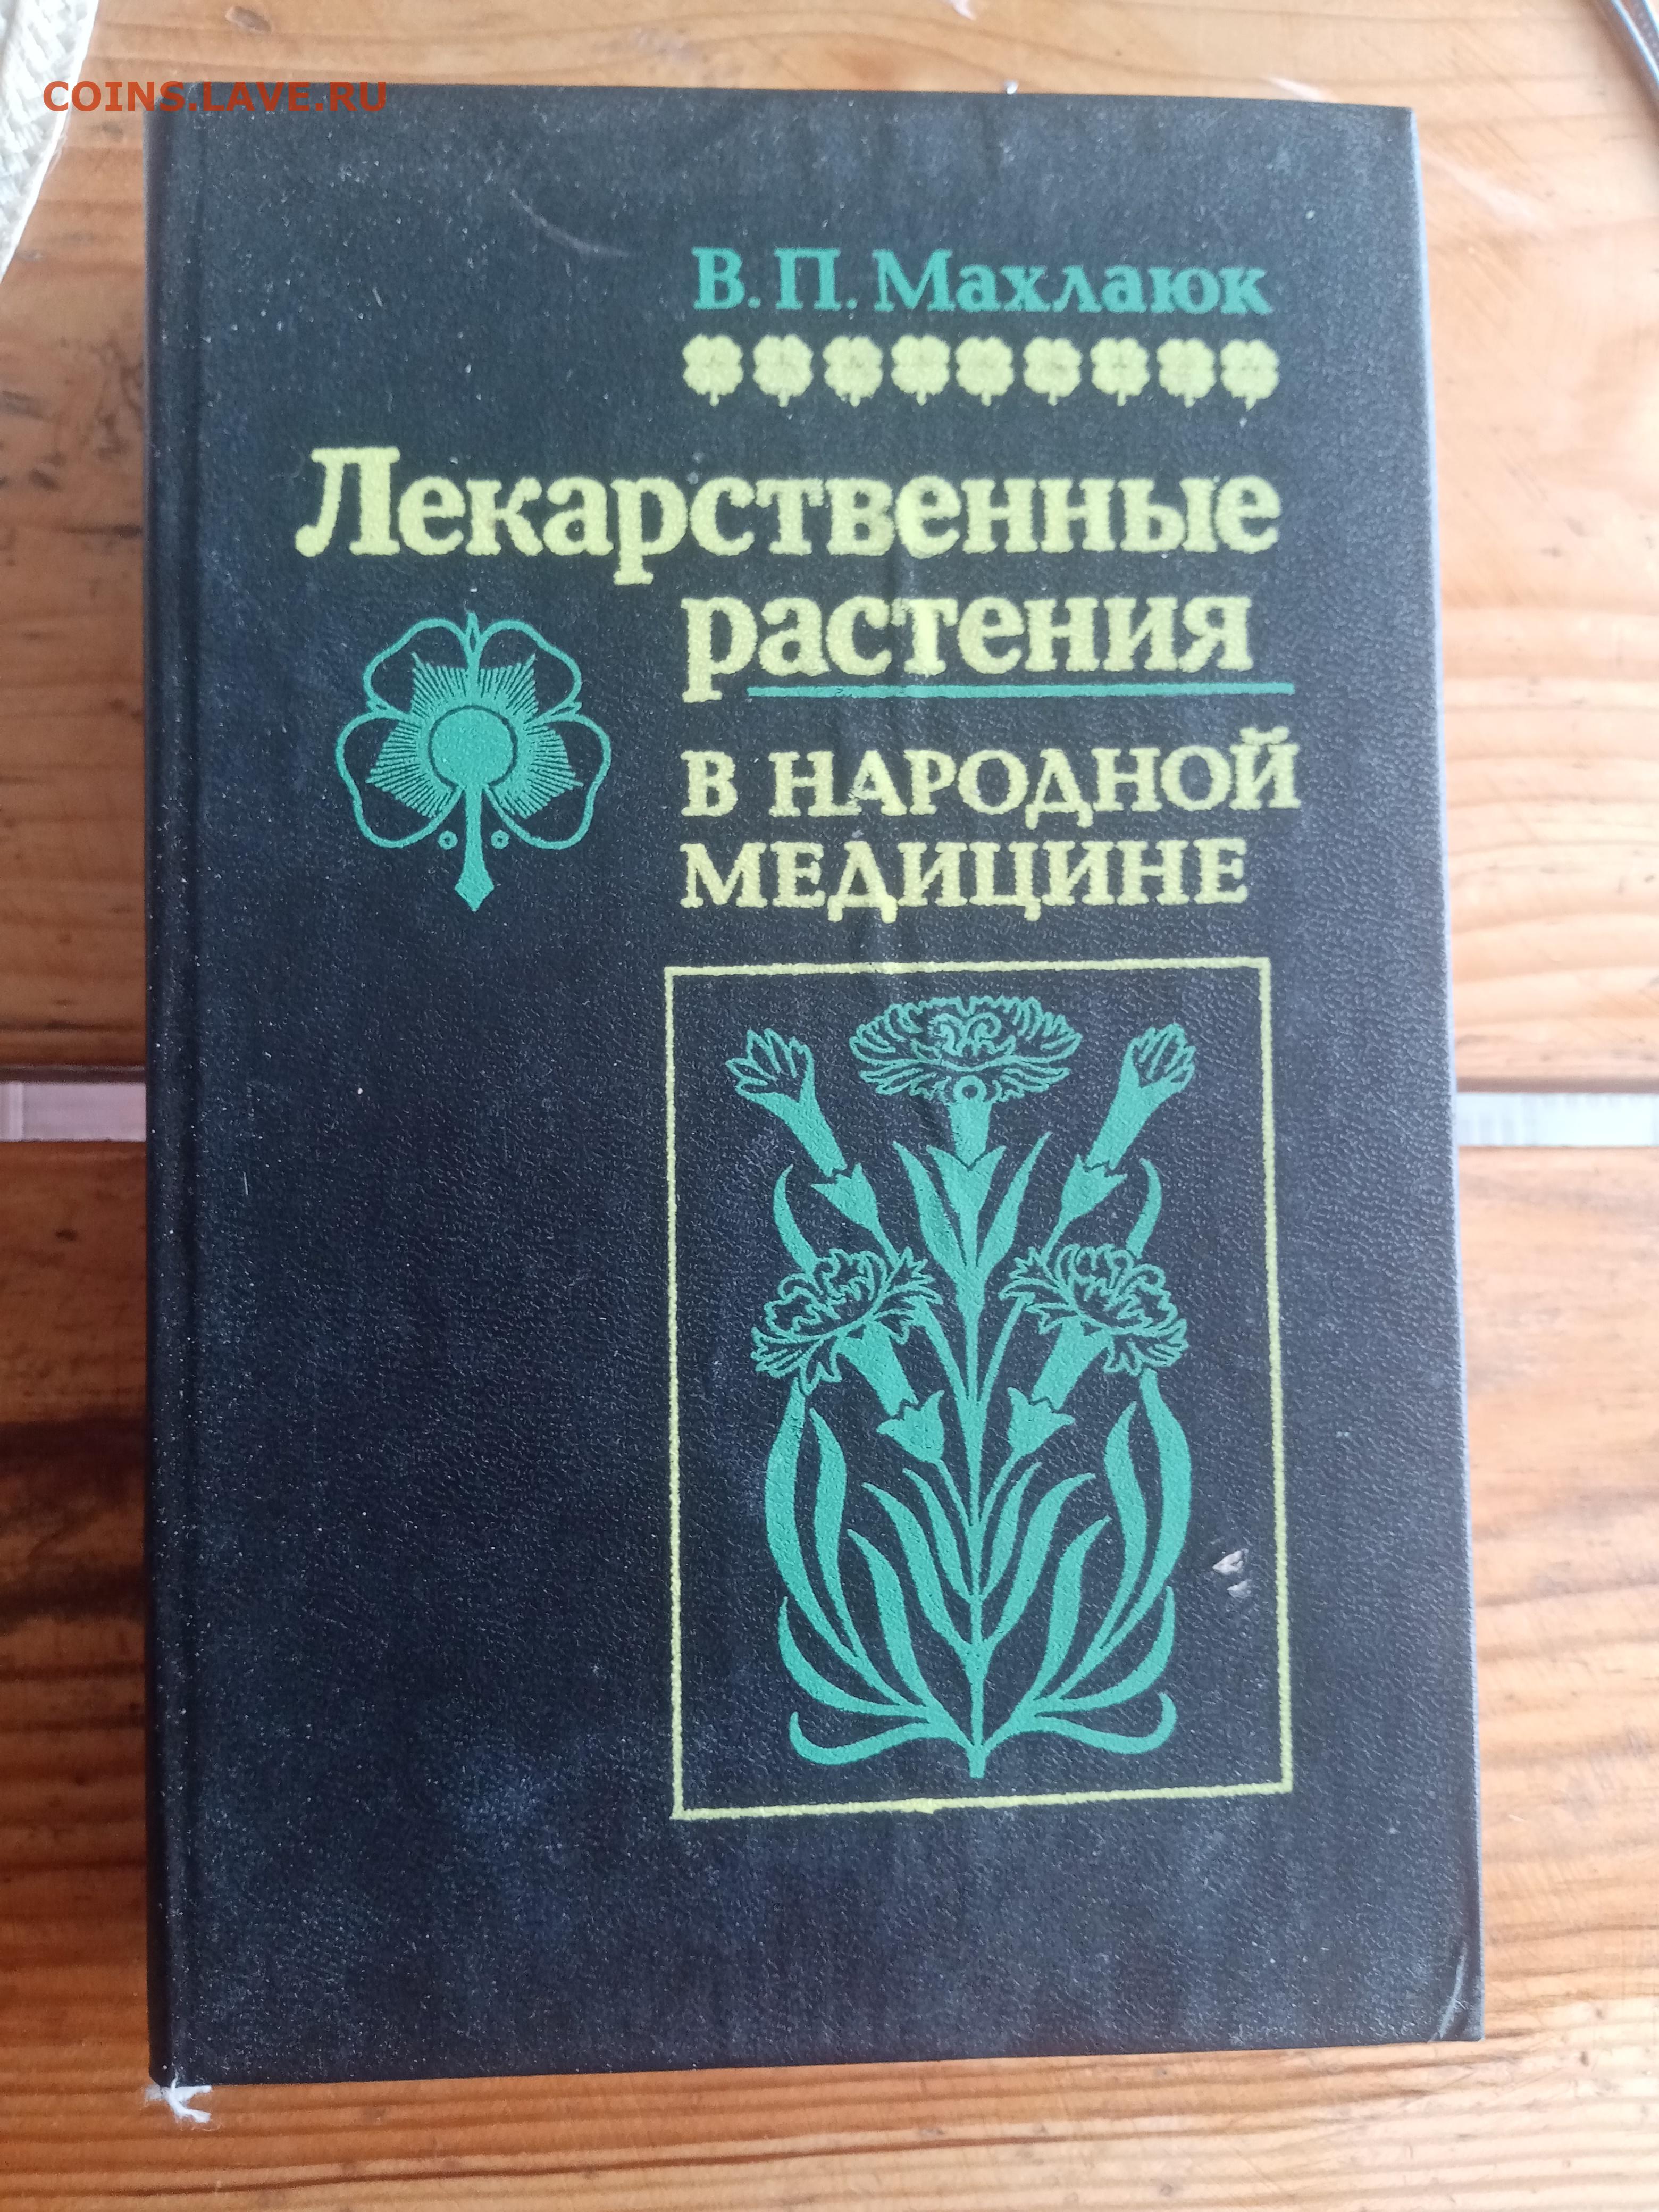 COINS.LAVE.RU
В. П. Махлаюк
Лекарственные
растения
В НАРОДНОЙ
МЕДИЦИНЕ